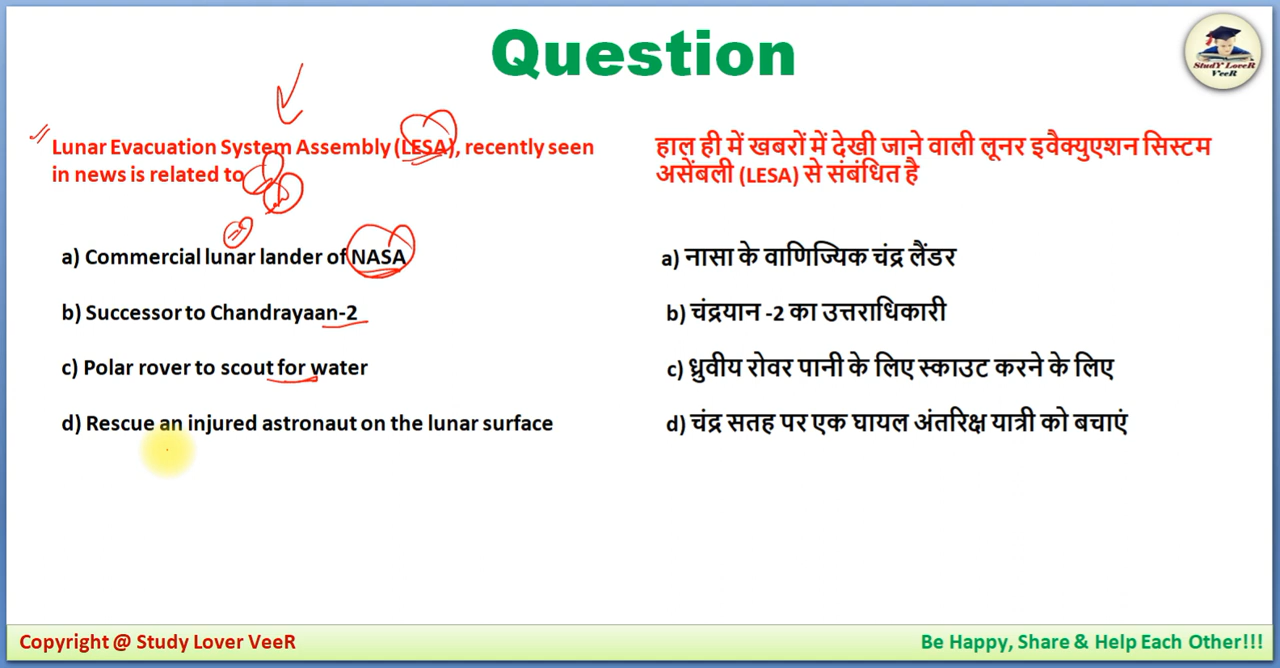 Question
StudY LoveR
VeeR
Lunar Evacuation System Assembly (LESA), recently seen
in news is related to
a) Commercial lunar lander of NASA
b) Successor to Chandrayaan-2
c) Polar rover to scout for water
d) Rescue an injured astronaut on the lunar surface
हाल ही में खबरों में देखी जाने वाली लूनर इवैक्युएशन सिस्टम
असेंबली (LESA) से संबंधित है
a) नासा के वाणिज्यिक चंद्र लैंडर
b) चंद्रयान -2 का उत्तराधिकारी
c) ध्रुवीय रोवर पानी के लिए स्काउट करने के लिए
d) चंद्र सतह पर एक घायल अंतरिक्ष यात्री को बचाएं
Copyright @ Study Lover VeeR
Be Happy, Share & Help Each Other!!!